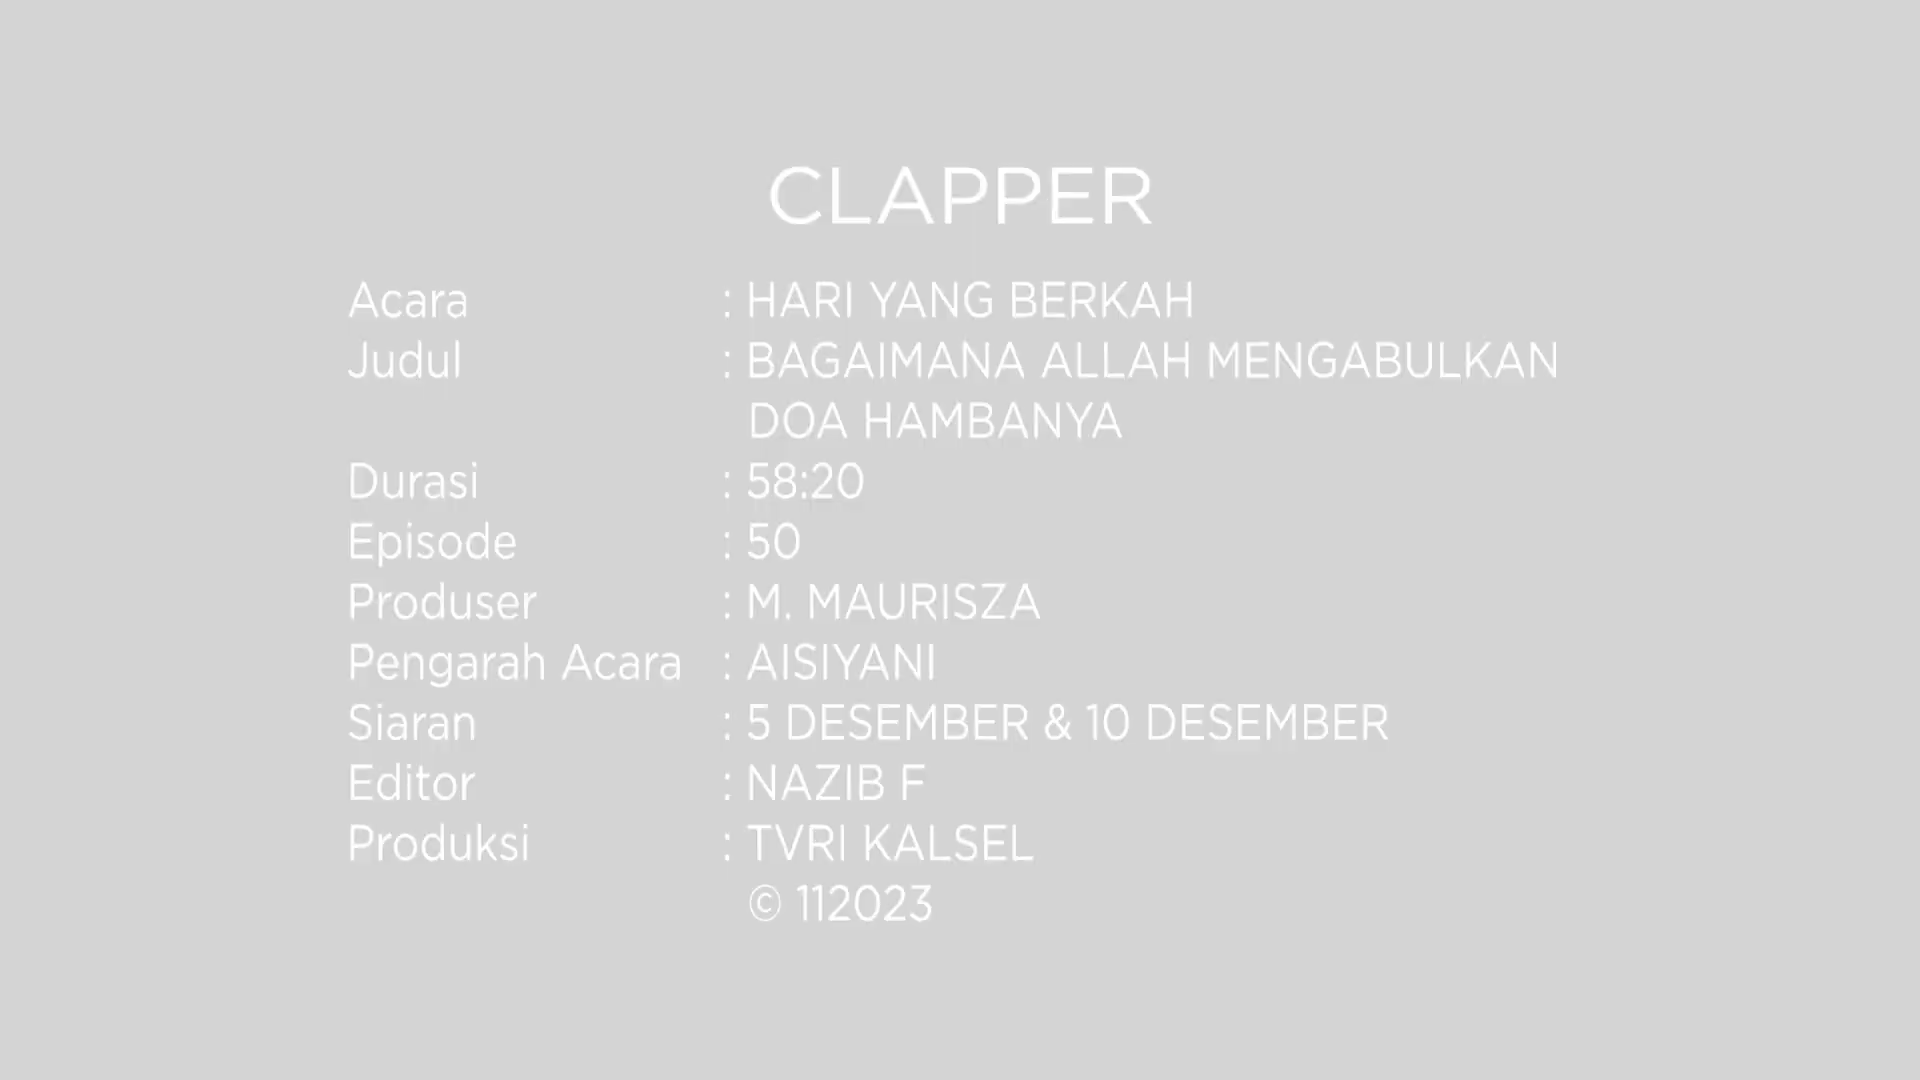 CLAPPER
Acara : HARI YANG BERKAH
Judul : BAGAIMANA ALLAH MENGABULKAN
DOA HAMBANYA
Durasi : 58:20
Episode : 50
Produser : M. MAURISZA
Pengarah Acara : AISIYANI
Siaran : 5 DESEMBER & 10 DESEMBER
Editor : NAZIB F
Produksi : TVRI KALSEL
© 112023